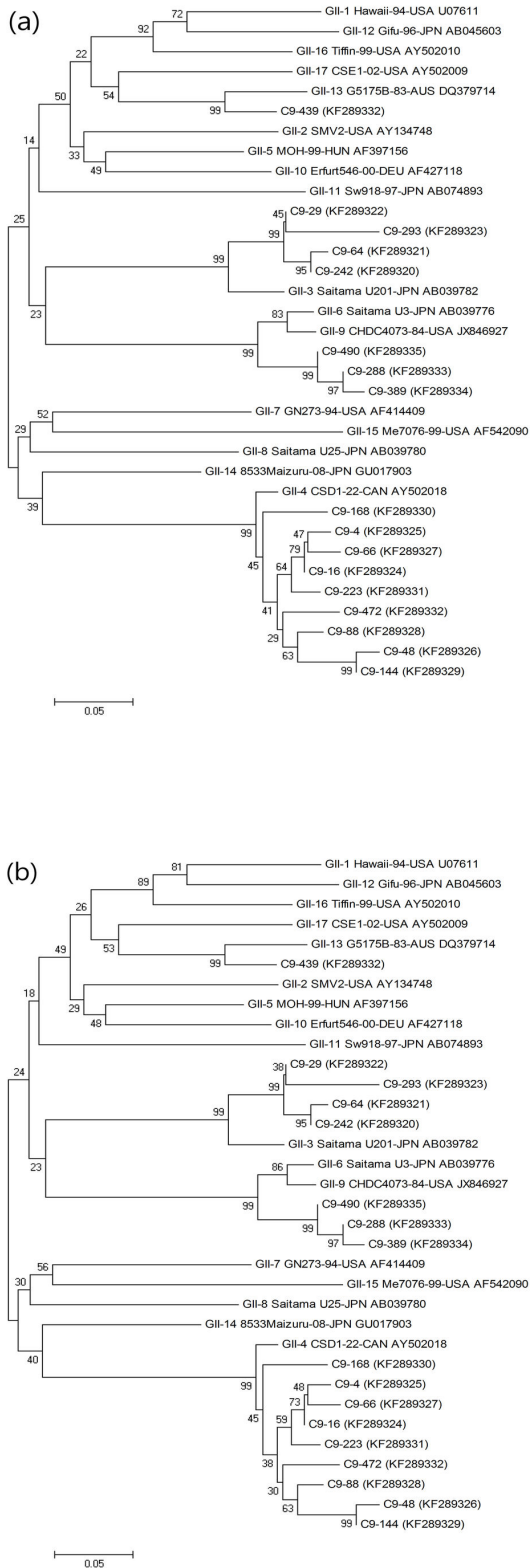 (a)
72
GII-1 Hawaii-94-USA U07611
92
GII-12 Gifu-96-JPN AB045603
22
GII-16 Tiffin-99-USA AY502010
GII-17 CSE1-02-USA AY502009
50
54
GII-13 G5175B-83-AUS DQ379714
99
C9-439 (KF289332)
14
GII-2 SMV2-USA AY134748
33
GII-5 MOH-99-HUN AF397156
49
GII-10 Erfurt546-00-DEU AF427118
GII-11 Sw918-97-JPN AB074893
25
45
C9-29 (KF289322)
99
C9-293 (KF289323)
99
C9-64 (KF289321)
95
C9-242 (KF289320)
GII-3 Saitama U201-JPN AB039782
23
83
GII-6 Saitama U3-JPN AB039776
GII-9 CHDC4073-84-USA JX846927
99
C9-490 (KF289335)
99
C9-288 (KF289333)
97
C9-389 (KF289334)
52
GII-7 GN273-94-USA AF414409
29
GII-15 Me7076-99-USA AF542090
GII-8 Saitama U25-JPN AB039780
39
GII-14 8533Maizuru-08-JPN GU017903
GII-4 CSD1-22-CAN AY502018
99
C9-168 (KF289330)
45
47
C9-4 (KF289325)
79
C9-66 (KF289327)
64
C9-16 (KF289324)
C9-223 (KF289331)
41
C9-472 (KF289332)
29
C9-88 (KF289328)
63
C9-48 (KF289326)
99
C9-144 (KF289329)
0.05
(b)
81
GII-1 Hawaii-94-USA U07611
89
GII-12 Gifu-96-JPN AB045603
26
GII-16 Tiffin-99-USA AY502010
GII-17 CSE1-02-USA AY502009
49
53
GII-13 G5175B-83-AUS DQ379714
99
C9-439 (KF289332)
18
GII-2 SMV2-USA AY134748
29
GII-5 MOH-99-HUN AF397156
48
GII-10 Erfurt546-00-DEU AF427118
GII-11 Sw918-97-JPN AB074893
24
38
C9-29 (KF289322)
99
C9-293 (KF289323)
99
C9-64 (KF289321)
95
C9-242 (KF289320)
GII-3 Saitama U201-JPN AB039782
23
86
GII-6 Saitama U3-JPN AB039776
GII-9 CHDC4073-84-USA JX846927
99
C9-490 (KF289335)
99
C9-288 (KF289333)
97
C9-389 (KF289334)
56
GII-7 GN273-94-USA AF414409
30
GII-15 Me7076-99-USA AF542090
GII-8 Saitama U25-JPN AB039780
40
GII-14 8533Maizuru-08-JPN GU017903
GII-4 CSD1-22-CAN AY502018
99
C9-168 (KF289330)
45
48
C9-4 (KF289325)
73
C9-66 (KF289327)
59
C9-16 (KF289324)
C9-223 (KF289331)
38
C9-472 (KF289332)
30
C9-88 (KF289328)
63
C9-48 (KF289326)
99
C9-144 (KF289329)
0.05